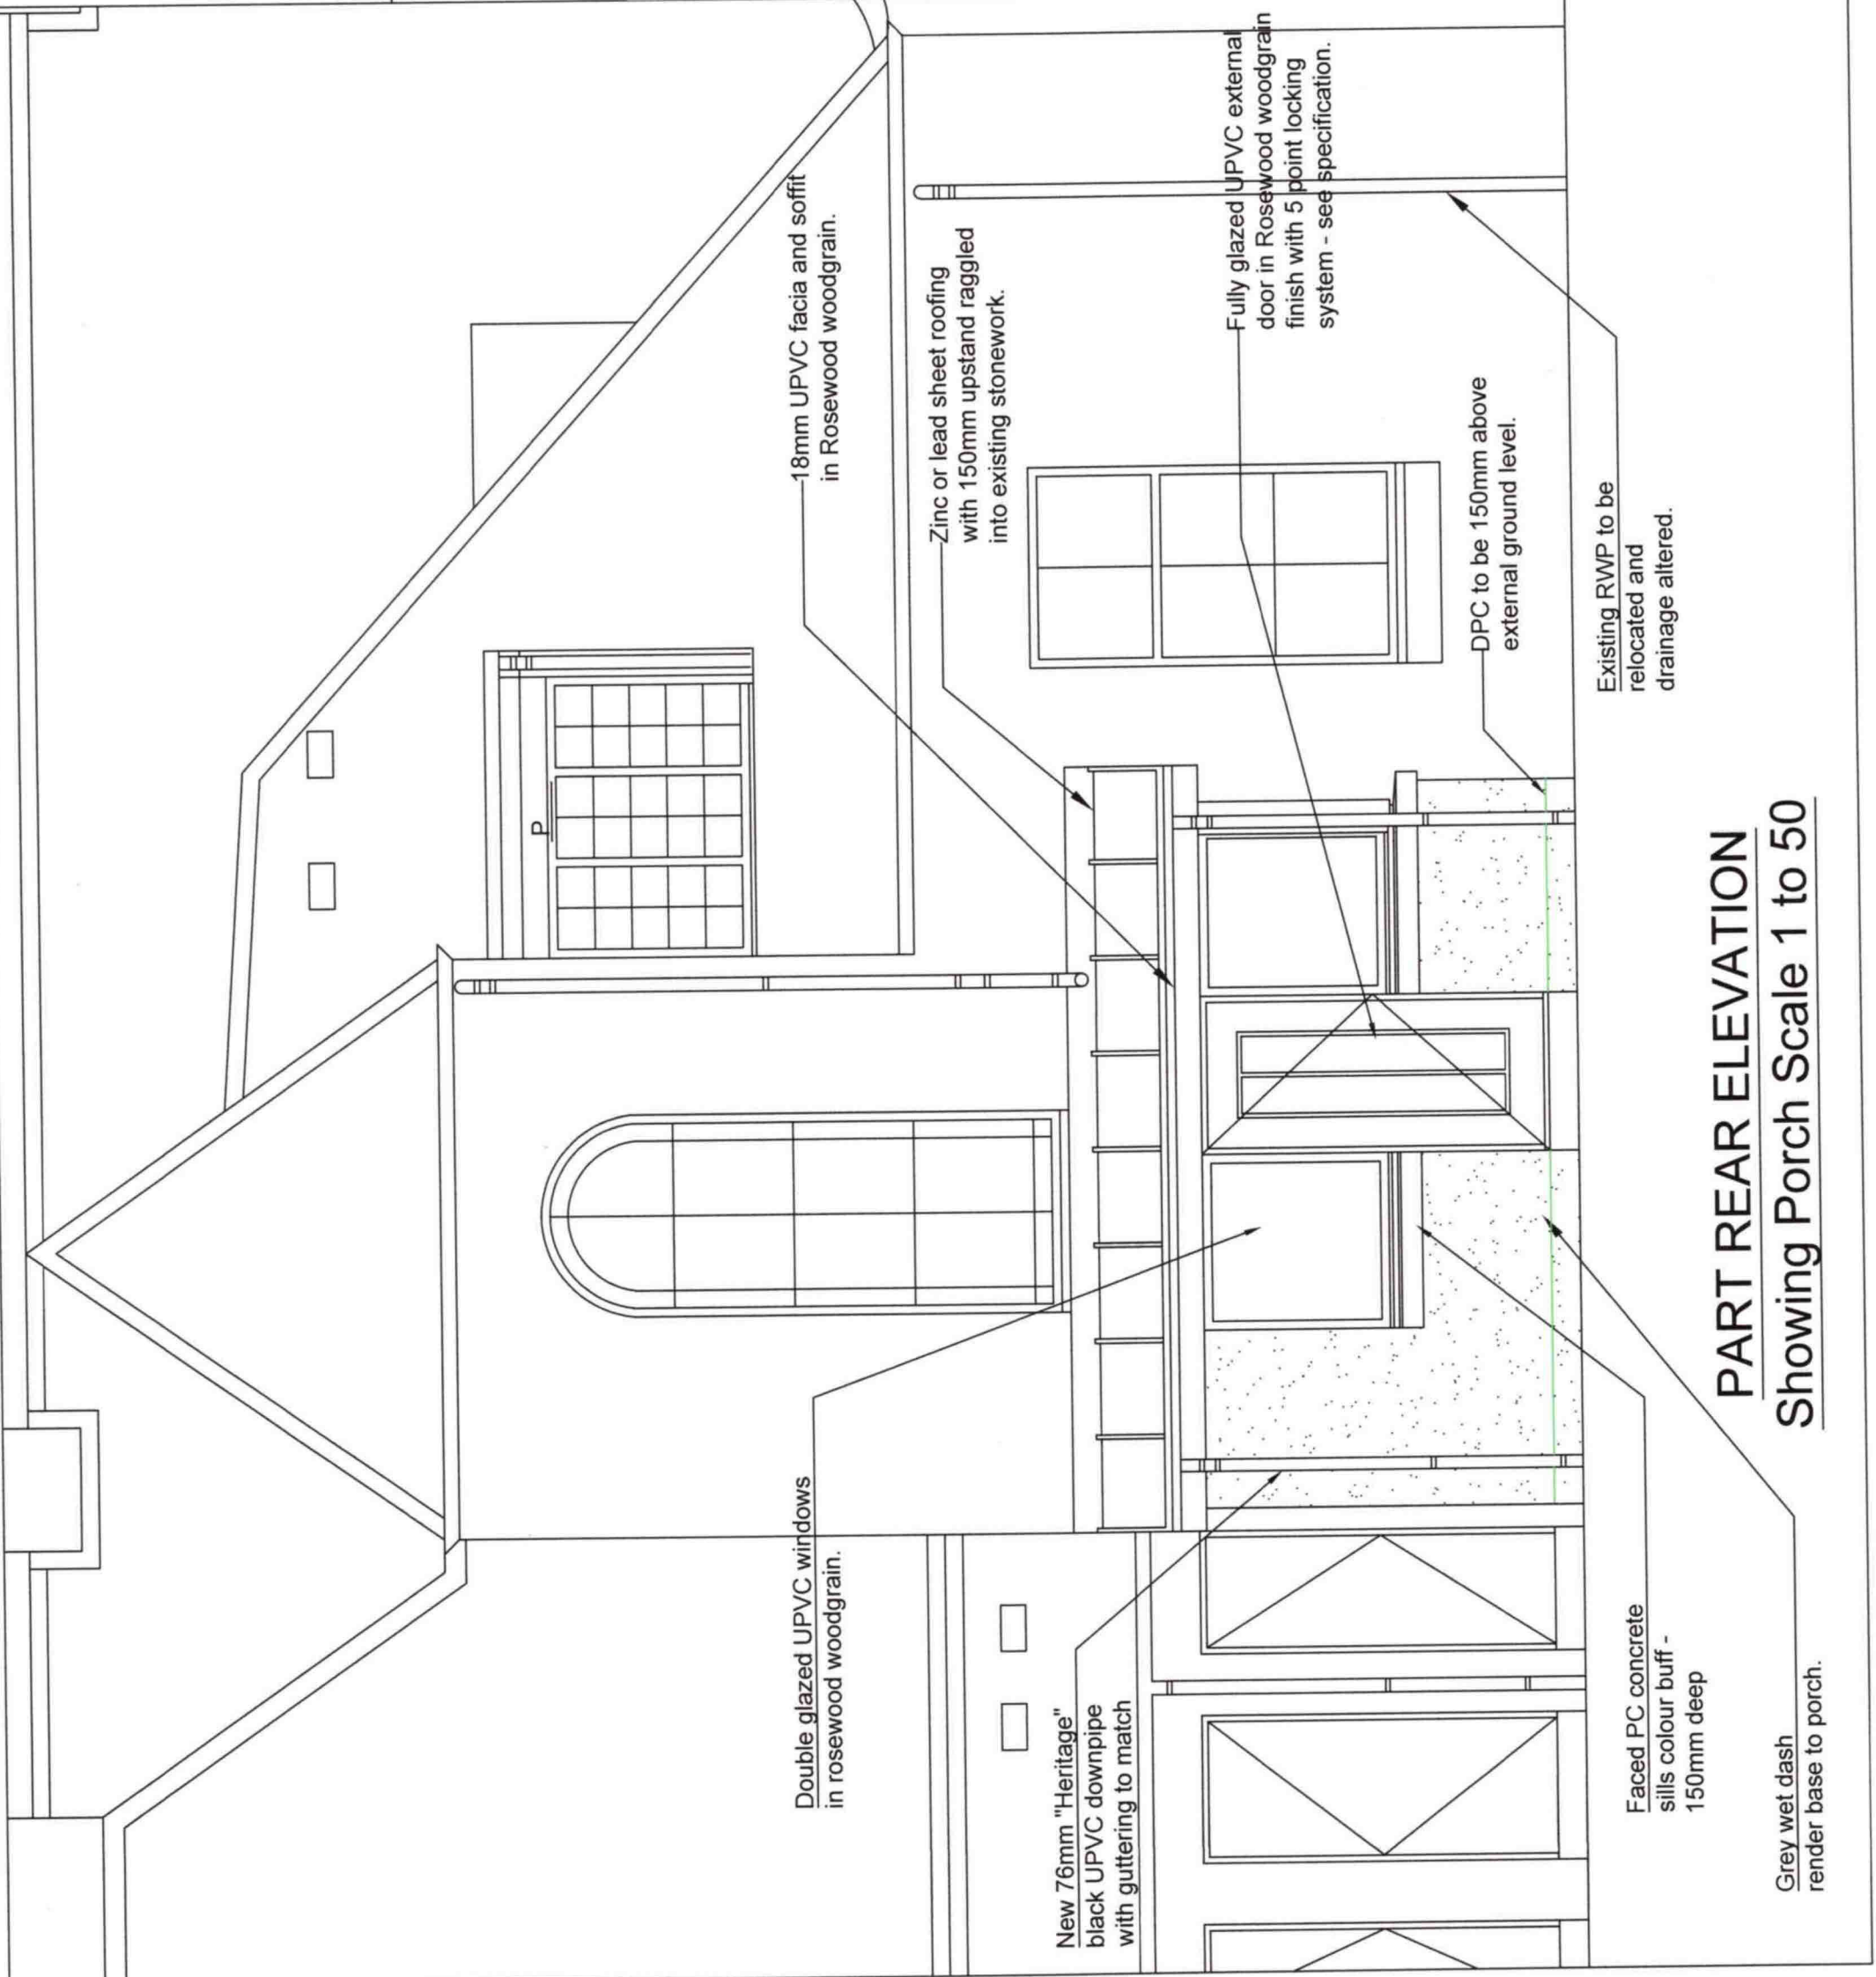 18mm UPVC facia and soffit
in Rosewood woodgrain.
Zinc or lead sheet roofing
with 150mm upstand raggled
into existing stonework.
Fully glazed UPVC external
door in Rosewood woodgrain
finish with 5 point locking
system - see specification.
P
DPC to be 150mm above
external ground level.
Existing RWP to be
relocated and
drainage altered.
Double glazed UPVC windows
in rosewood woodgrain.
New 76mm "Heritage"
black UPVC downpipe
with guttering to match
Faced PC concrete
sills colour buff -
150mm deep
Grey wet dash
render base to porch.
PART REAR ELEVATION
Showing Porch Scale 1 to 50